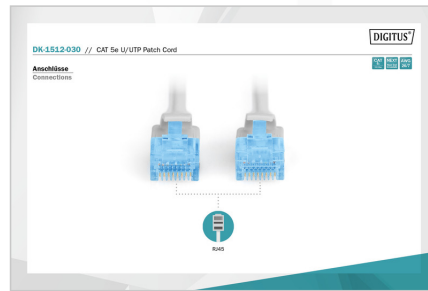 DIGITUS®
DK-1512-030 // CAT 5e U/UTP Patch Cord
Anschlüsse
Connections
RJ45